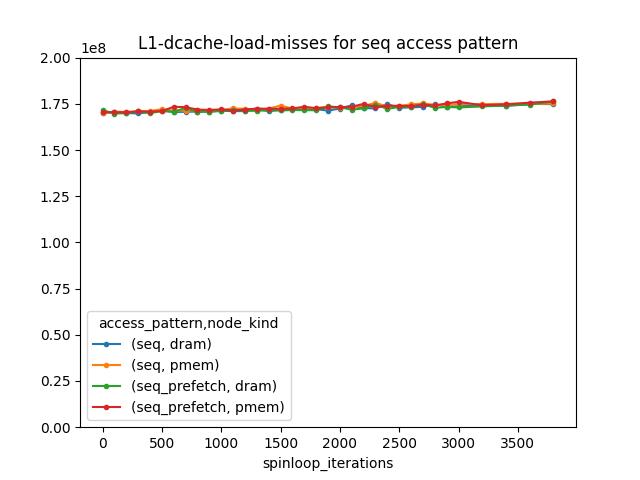 L1-dcache-load-misses for seq access pattern
1e8
2.00
1.75
1.50
1.25
1.00
0.75
0.50
0.25
0.00
access_pattern,node_kind
(seq, dram)
(seq, pmem)
(seq_prefetch, dram)
(seq_prefetch, pmem)
0 500 1000 1500 2000 2500 3000 3500
spinloop_iterations